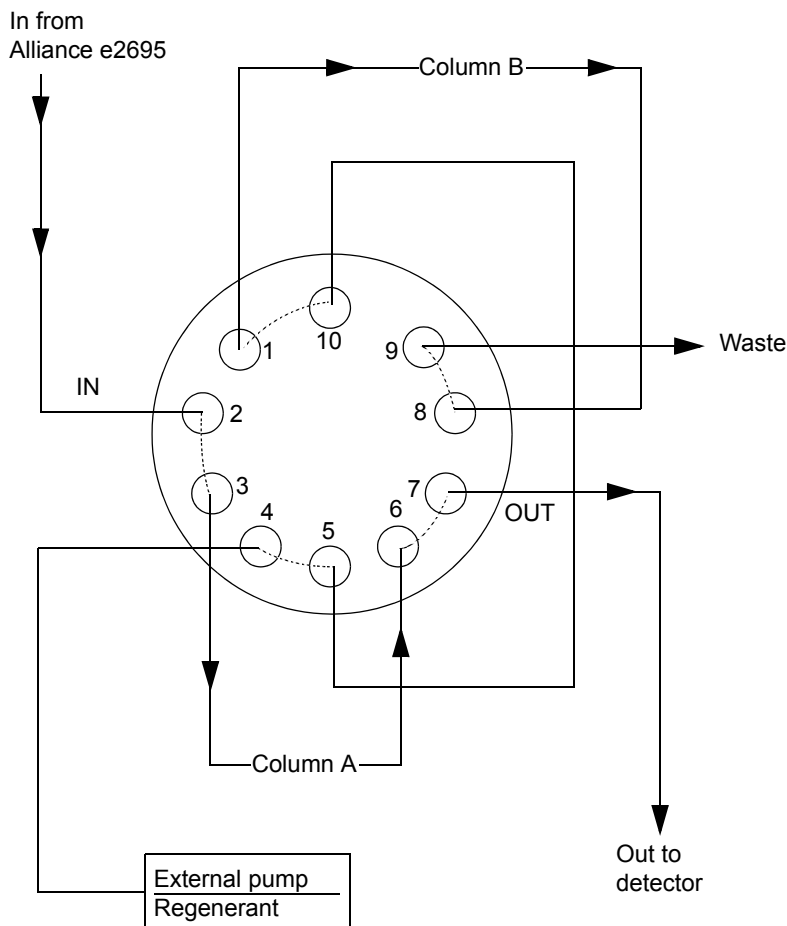 In from
Alliance e2695
Column B
10
1
9
Waste
IN
2
8
3
7
4
5
6
OUT
Column A
External pump
Regenerant
Out to
detector